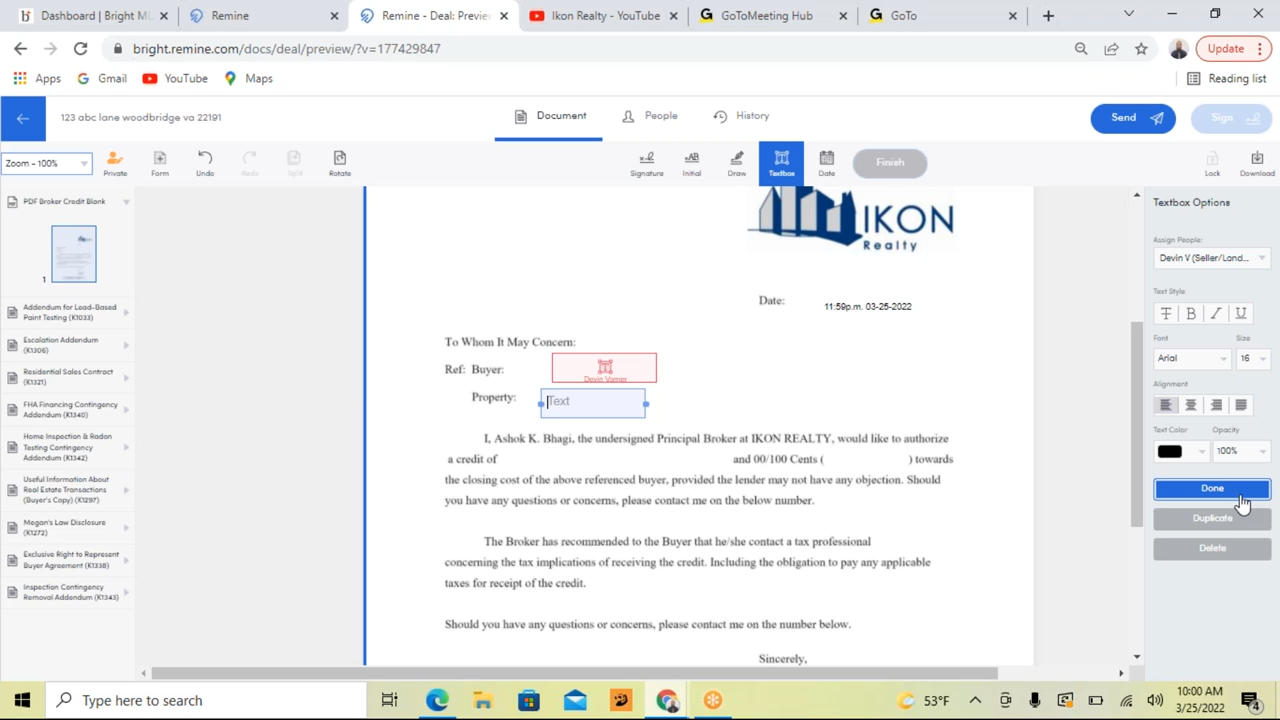 Dashboard | Bright ML
Remine
Remine - Deal: Preview
Ikon Realty - YouTube
GoToMeeting Hub
GoTo
bright.remine.com/docs/deal/preview/?v=177429847
Update
Apps
Gmail
YouTube
Maps
Reading list
123 abc lane woodbridge va 22191
Document
People
History
Send
Sign
Zoom - 100%
Private
Form
Undo
Redo
Split
Rotate
Signature
Initial
Draw
Textbox
Date
Finish
Lock
Download
PDF Broker Credit Blank
1
Addendum for Lead-Based
Paint Testing (K1033)
Escalation Addendum
(K1306)
Residential Sales Contract
(K1321)
FHA Financing Contingency
Addendum (K1340)
Home Inspection & Radon
Testing Contingency
Addendum (K1342)
Useful Information About
Real Estate Transactions
(Buyer's Copy) (K1297)
Megan's Law Disclosure
(K1272)
Exclusive Right to Represent
Buyer Agreement (K1338)
Inspection Contingency
Removal Addendum (K1343)
IKON
Realty
Date: 11:59p.m. 03-25-2022
To Whom It May Concern:
Ref: Buyer:
Devin Varner
Property: Text
I, Ashok K. Bhagi, the undersigned Principal Broker at IKON REALTY, would like to authorize
a credit of and 00/100 Cents ( ) towards
the closing cost of the above referenced buyer, provided the lender may not have any objection. Should
you have any questions or concerns, please contact me on the below number.
The Broker has recommended to the Buyer that he/she contact a tax professional
concerning the tax implications of receiving the credit. Including the obligation to pay any applicable
taxes for receipt of the credit.
Should you have any questions or concerns, please contact me on the number below.
Sincerely,
Textbox Options
Assign People:
Devin V (Seller/Land...
Text Style
T B I U
Font
Size
Arial
16
Alignment
Text Color
Opacity
100%
Done
Duplicate
Delete
Type here to search
53°F
10:00 AM
3/25/2022
4